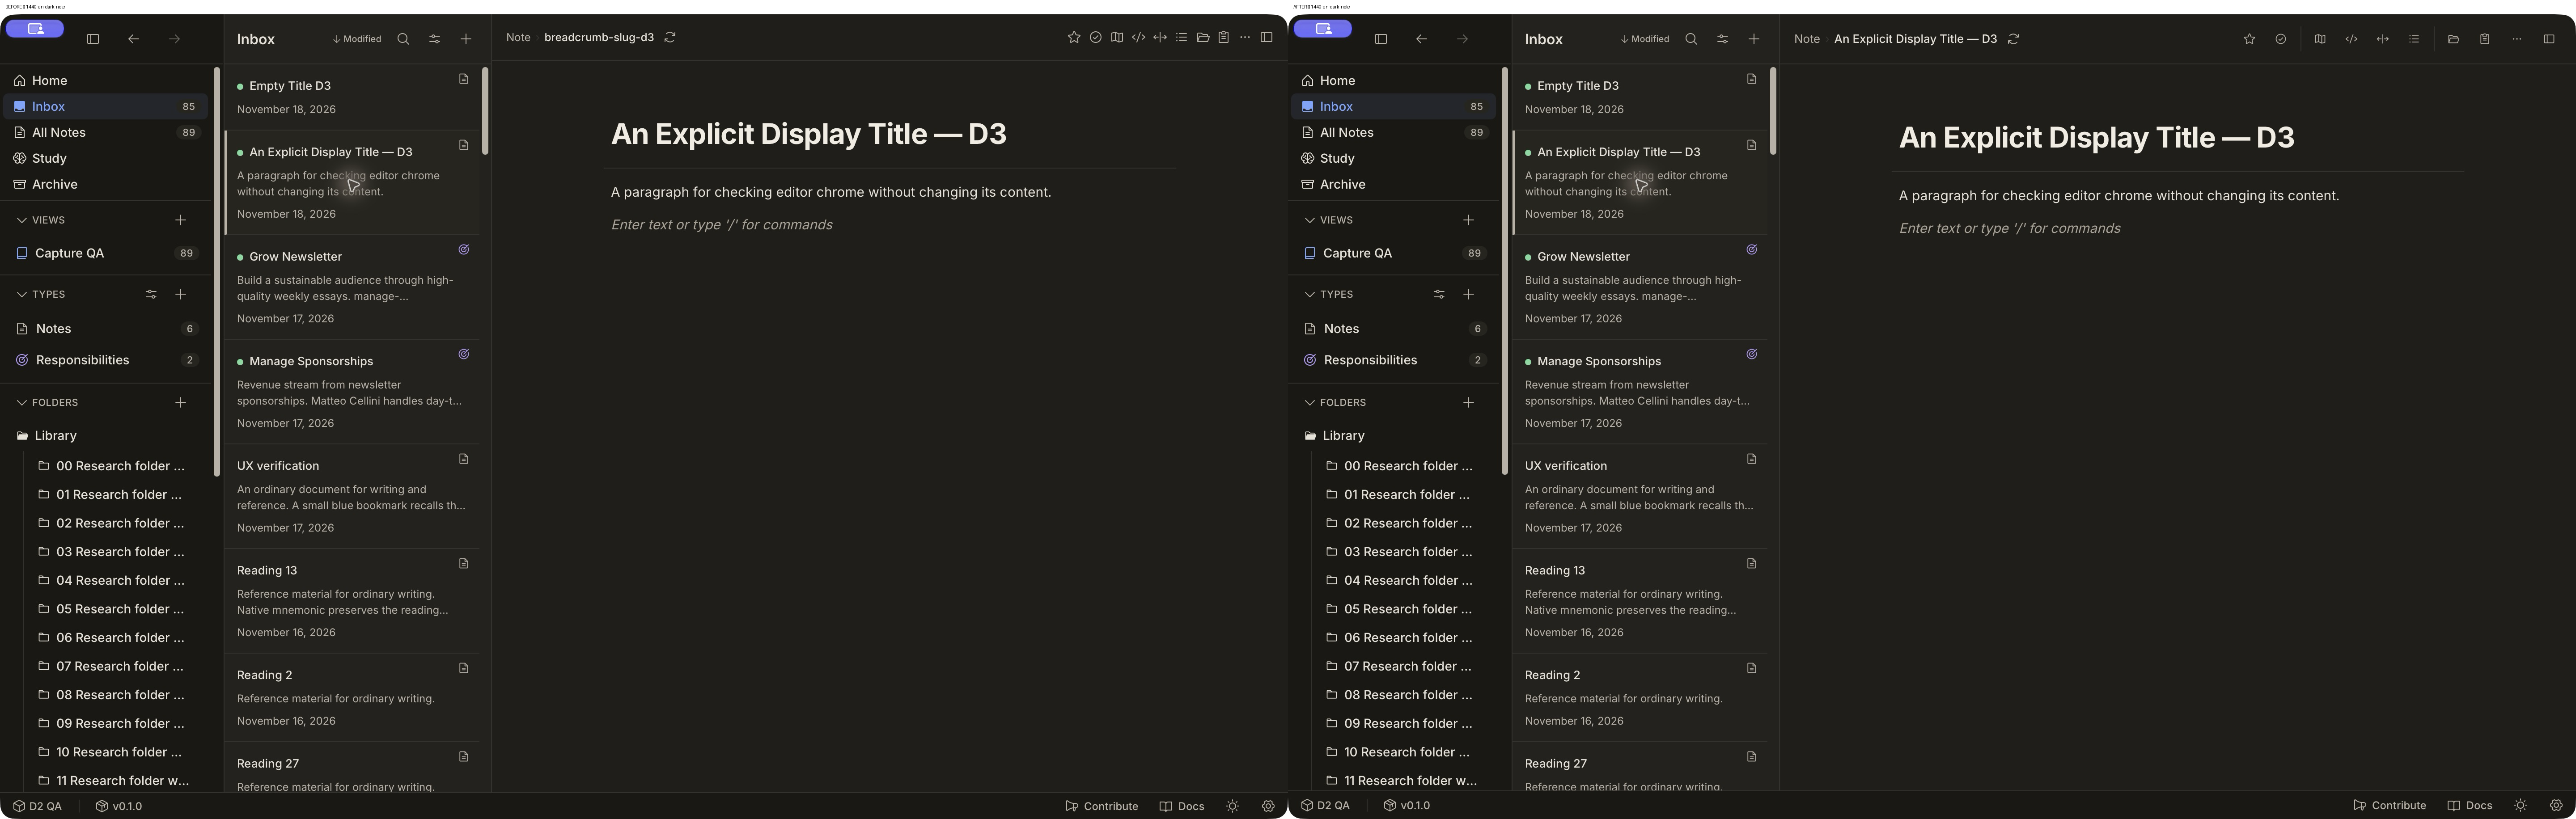 BEFORE | 1440 en dark note
Inbox
Modified
Note
breadcrumb-slug-d3
Home
Inbox 85
All Notes 89
Study
Archive
VIEWS
Capture QA 89
TYPES
Notes 6
Responsibilities 2
FOLDERS
Library
00 Research folder ...
01 Research folder ...
02 Research folder ...
03 Research folder ...
04 Research folder ...
05 Research folder ...
06 Research folder ...
07 Research folder ...
08 Research folder ...
09 Research folder ...
10 Research folder ...
11 Research folder w...
Empty Title D3
November 18, 2026
An Explicit Display Title — D3
A paragraph for checking editor chrome
without changing its content.
November 18, 2026
Grow Newsletter
Build a sustainable audience through high-
quality weekly essays. manage-...
November 17, 2026
Manage Sponsorships
Revenue stream from newsletter
sponsorships. Matteo Cellini handles day-t...
November 17, 2026
UX verification
An ordinary document for writing and
reference. A small blue bookmark recalls th...
November 17, 2026
Reading 13
Reference material for ordinary writing.
Native mnemonic preserves the reading...
November 16, 2026
Reading 2
Reference material for ordinary writing.
November 16, 2026
Reading 27
Reference material for ordinary writing.
An Explicit Display Title — D3
A paragraph for checking editor chrome without changing its content.
Enter text or type '/' for commands
D2 QA
v0.1.0
Contribute
Docs
AFTER | 1440 en dark note
Inbox
Modified
Note
An Explicit Display Title — D3
Home
Inbox 85
All Notes 89
Study
Archive
VIEWS
Capture QA 89
TYPES
Notes 6
Responsibilities 2
FOLDERS
Library
00 Research folder ...
01 Research folder ...
02 Research folder ...
03 Research folder ...
04 Research folder ...
05 Research folder ...
06 Research folder ...
07 Research folder ...
08 Research folder ...
09 Research folder ...
10 Research folder ...
11 Research folder w...
Empty Title D3
November 18, 2026
An Explicit Display Title — D3
A paragraph for checking editor chrome
without changing its content.
November 18, 2026
Grow Newsletter
Build a sustainable audience through high-
quality weekly essays. manage-...
November 17, 2026
Manage Sponsorships
Revenue stream from newsletter
sponsorships. Matteo Cellini handles day-t...
November 17, 2026
UX verification
An ordinary document for writing and
reference. A small blue bookmark recalls th...
November 17, 2026
Reading 13
Reference material for ordinary writing.
Native mnemonic preserves the reading...
November 16, 2026
Reading 2
Reference material for ordinary writing.
November 16, 2026
Reading 27
Reference material for ordinary writing.
An Explicit Display Title — D3
A paragraph for checking editor chrome without changing its content.
Enter text or type '/' for commands
D2 QA
v0.1.0
Contribute
Docs